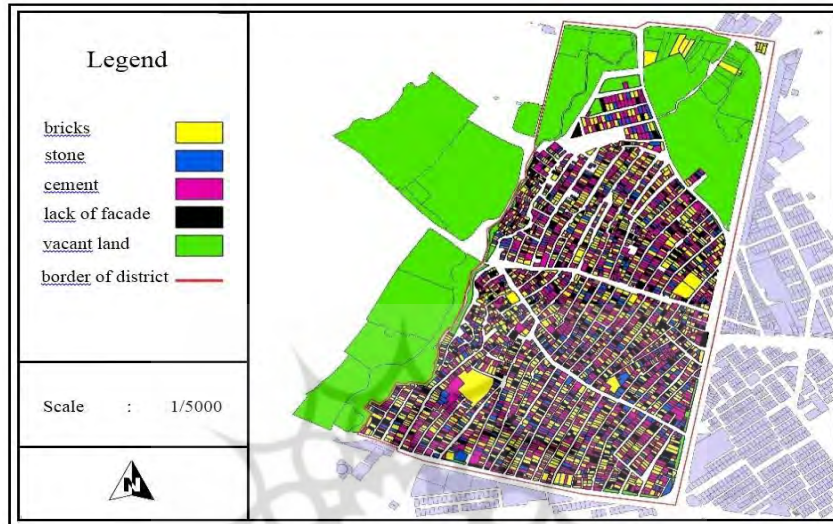 Legend
bricks
stone
cement
lack of facade
vacant land
border of district
Scale : 1/5000
N